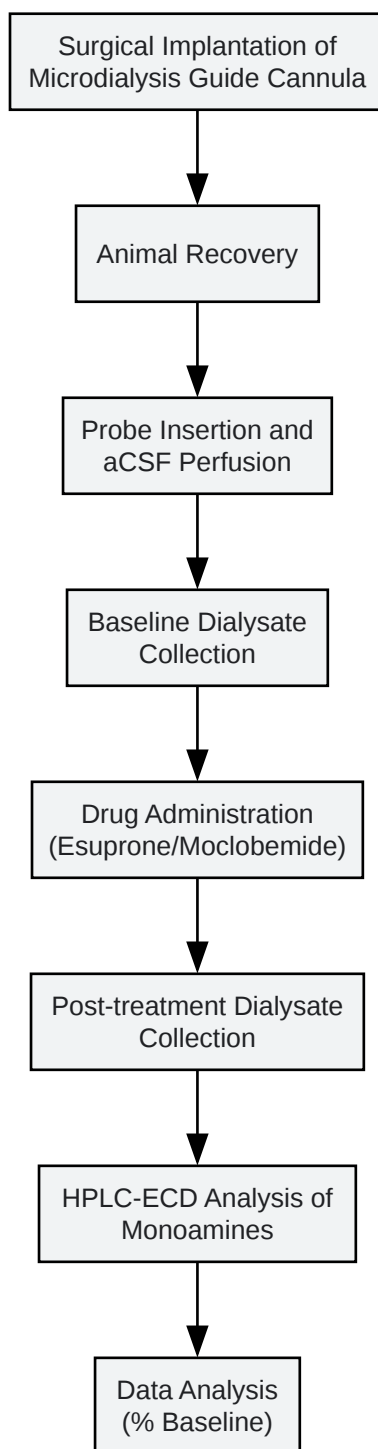 Surgical Implantation of
Microdialysis Guide Cannula
Animal Recovery
Probe Insertion and
aCSF Perfusion
Baseline Dialysate
Collection
Drug Administration
(Esuprone/Moclobemide)
Post-treatment Dialysate
Collection
HPLC-ECD Analysis of
Monoamines
Data Analysis
(% Baseline)